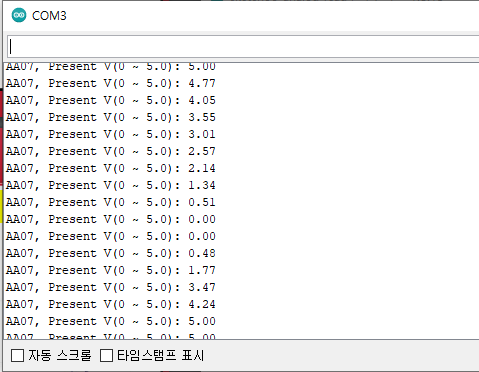 COM3
AA07, Present V(0 ~ 5.0): 5.00
AA07, Present V(0 ~ 5.0): 4.77
AA07, Present V(0 ~ 5.0): 4.05
AA07, Present V(0 ~ 5.0): 3.55
AA07, Present V(0 ~ 5.0): 3.01
AA07, Present V(0 ~ 5.0): 2.57
AA07, Present V(0 ~ 5.0): 2.14
AA07, Present V(0 ~ 5.0): 1.34
AA07, Present V(0 ~ 5.0): 0.51
AA07, Present V(0 ~ 5.0): 0.00
AA07, Present V(0 ~ 5.0): 0.00
AA07, Present V(0 ~ 5.0): 0.48
AA07, Present V(0 ~ 5.0): 1.77
AA07, Present V(0 ~ 5.0): 3.47
AA07, Present V(0 ~ 5.0): 4.24
AA07, Present V(0 ~ 5.0): 5.00
AA07, Present V(0 ~ 5.0): 5.00
자동 스크롤 타임스탬프 표시